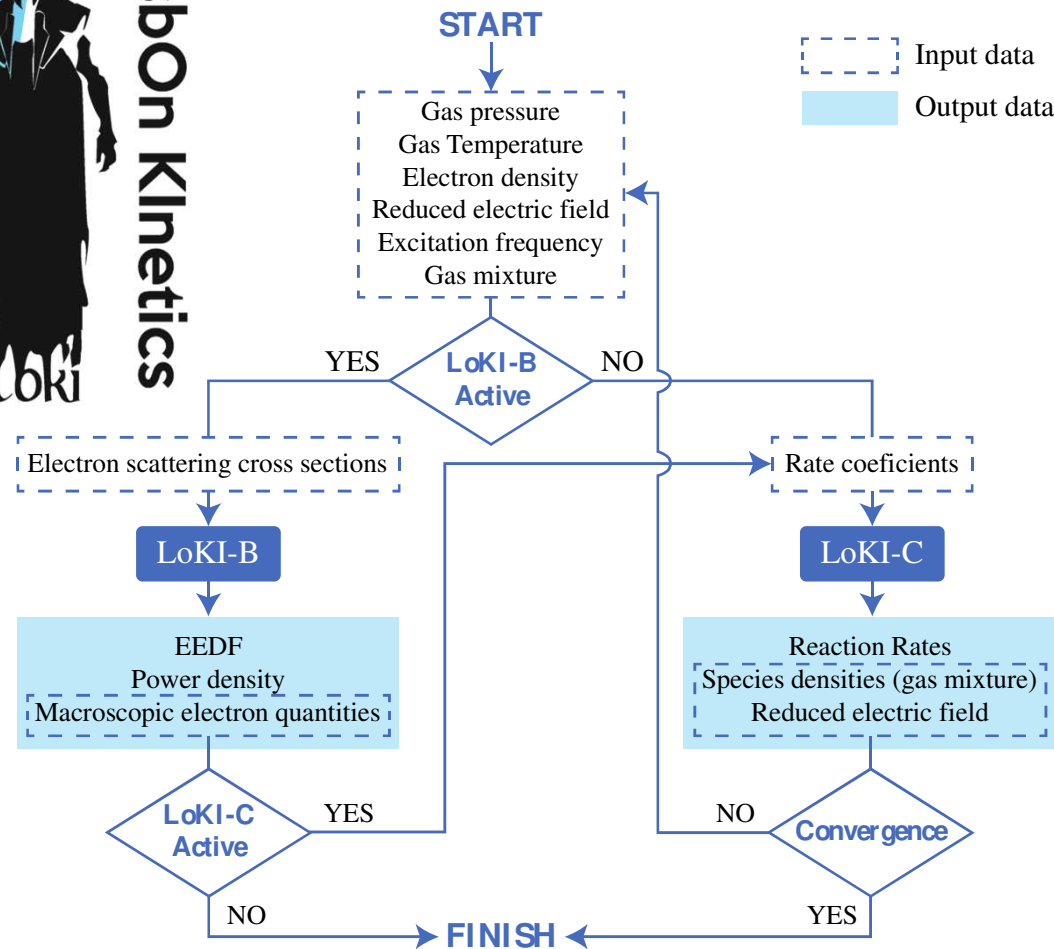 bOn KInetics
Loki
START
Input data
Output data
Gas pressure
Gas Temperature
Electron density
Reduced electric field
Excitation frequency
Gas mixture
YES
LoKI-B
Active
NO
Electron scattering cross sections
Rate coeficients
LoKI-B
LoKI-C
EEDF
Power density
Macroscopic electron quantities
Reaction Rates
Species densities (gas mixture)
Reduced electric field
LoKI-C
Active
YES
NO
Convergence
NO
YES
FINISH